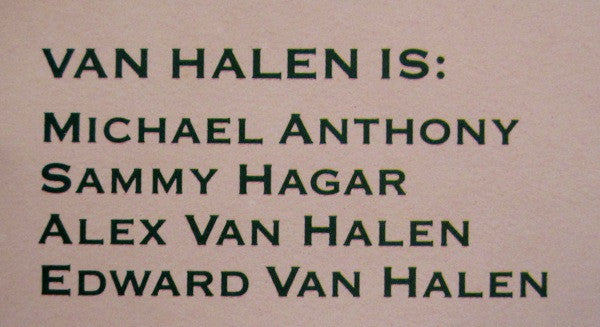 VAN HALEN IS:
MICHAEL ANTHONY
SAMMY HAGAR
ALEX VAN HALEN
EDWARD VAN HALEN